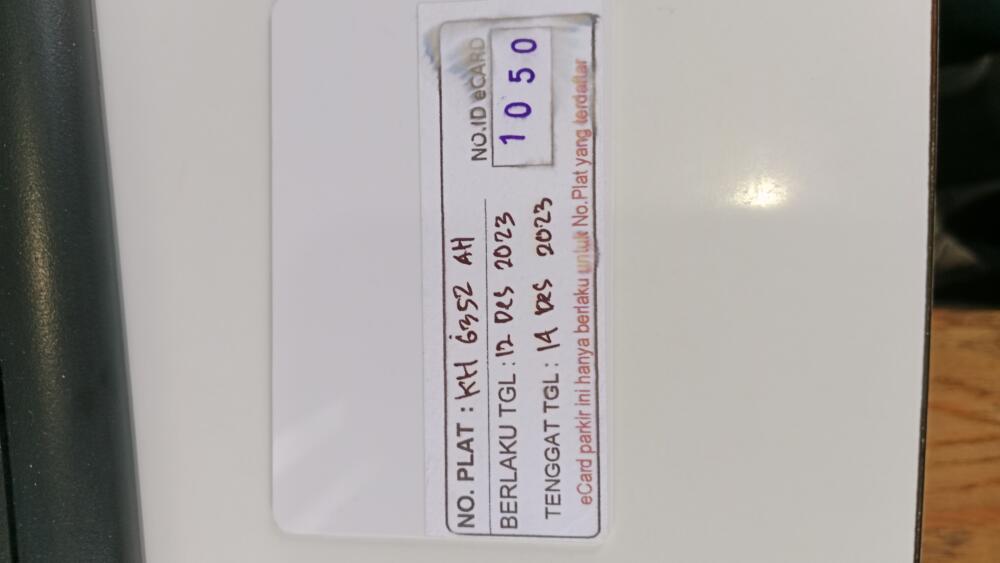 NO. PLAT : KH 6352 AH
NO.ID eCARD
BERLAKU TGL : 12 Des 2023
1050
TENGGAT TGL : 14 Des 2023
eCard parkir ini hanya berlaku untuk No.Plat yang terdaftar